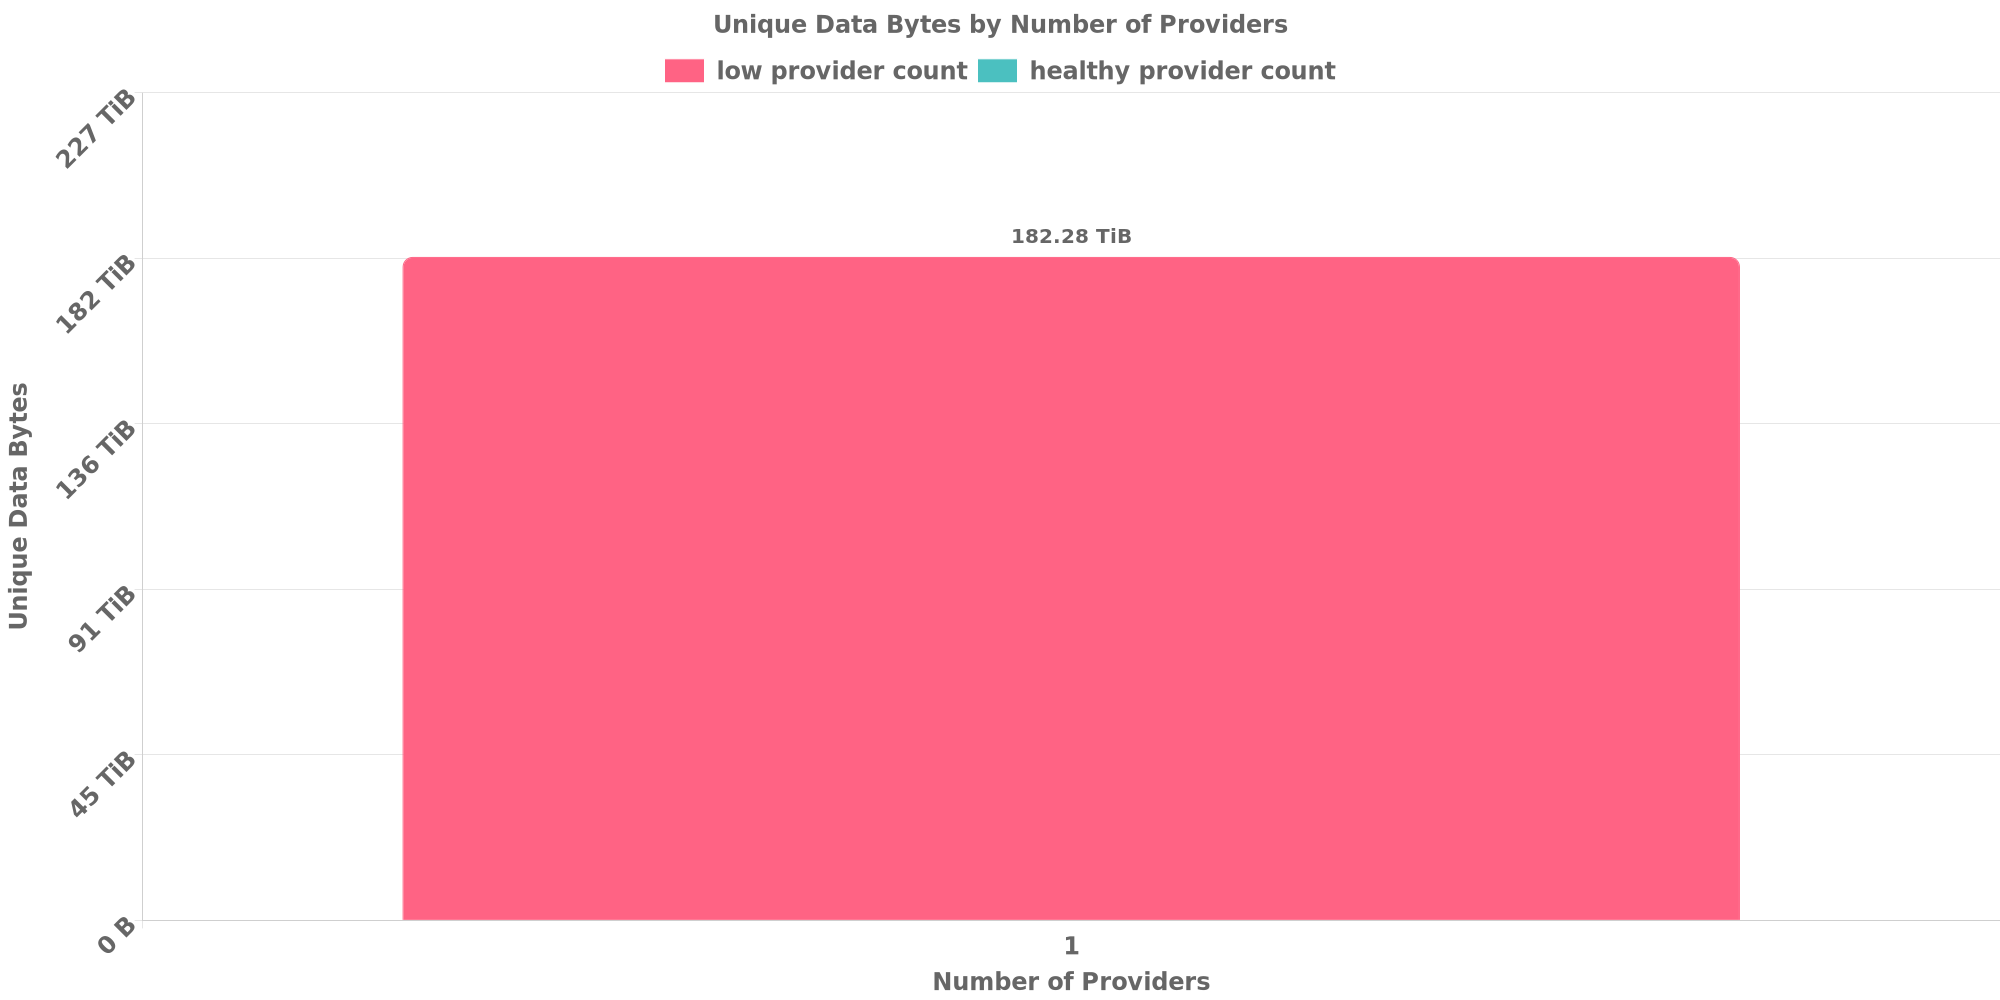 Unique Data Bytes by Number of Providers
low provider count healthy provider count
227 TiB
182.28 TiB
182 TiB
136 TiB
Unique Data Bytes
91 TiB
45 TiB
0 B
1
Number of Providers